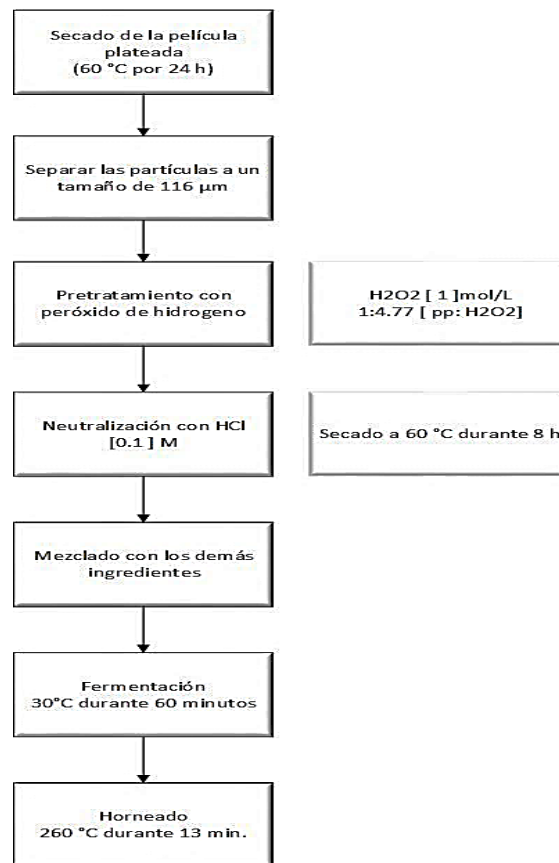 Secado de la película
plateada
(60 °C por 24 h)
Separar las partículas a un
tamaño de 116 µm
Pretratamiento con
peróxido de hidrogeno
H2O2 [ 1 ]mol/L
1:4.77 [ pp: H2O2]
Neutralización con HCl
[0.1 ] M
Secado a 60 °C durante 8 h
Mezclado con los demás
ingredientes
Fermentación
30°C durante 60 minutos
Horneado
260 °C durante 13 min.